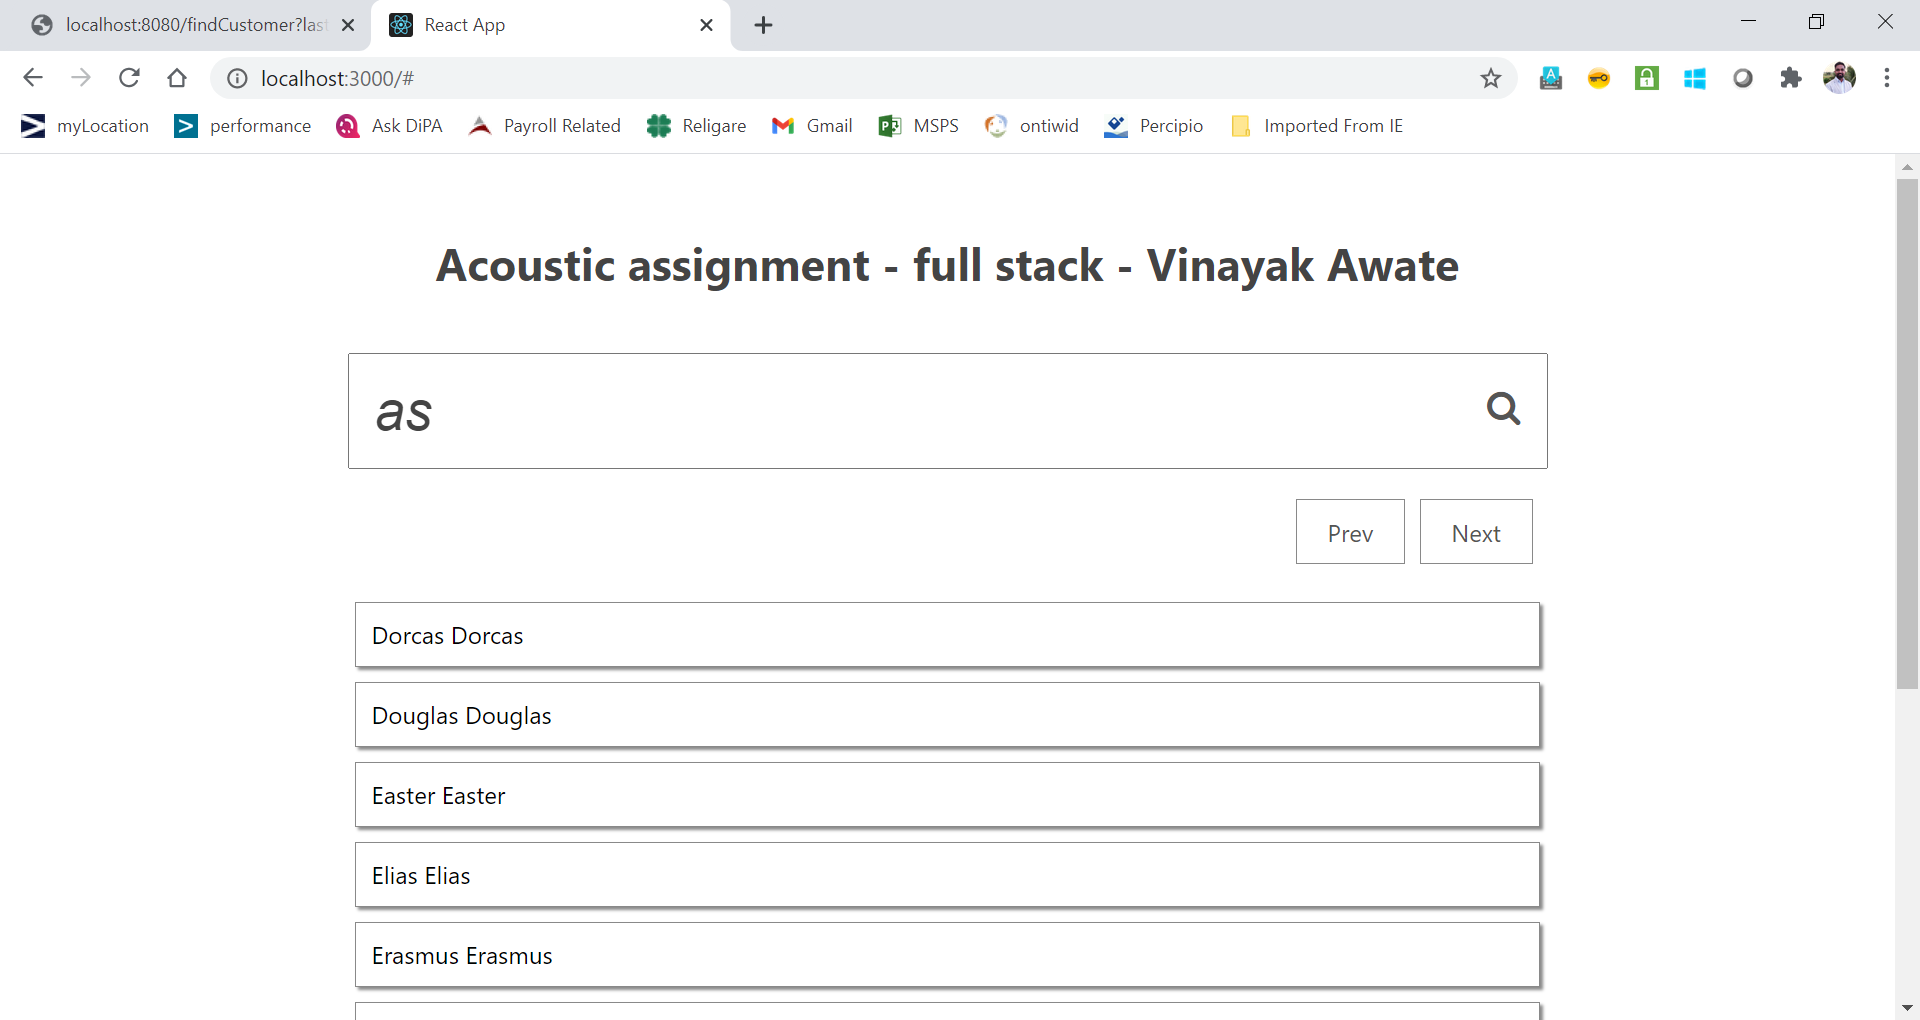 localhost:8080/findCustomer?las
React App
localhost:3000/#
myLocation performance Ask DiPA Payroll Related Religare Gmail MSPS ontiwid Percipio Imported From IE
Acoustic assignment - full stack - Vinayak Awate
as
Prev Next
Dorcas Dorcas
Douglas Douglas
Easter Easter
Elias Elias
Erasmus Erasmus